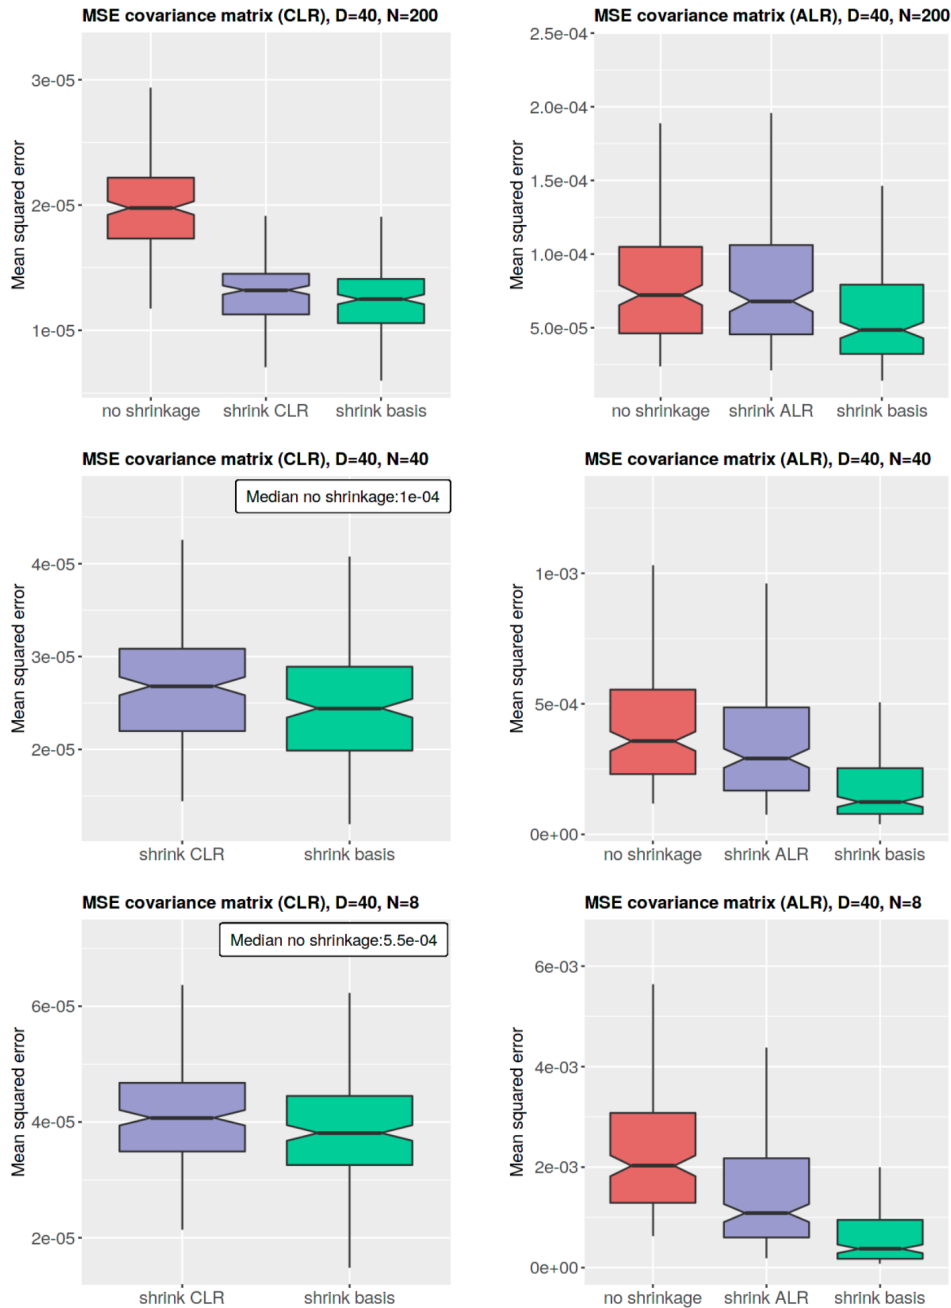 MSE covariance matrix (CLR), D=40, N=200
Mean squared error
3e-05
2e-05
1e-05
no shrinkage shrink CLR shrink basis
MSE covariance matrix (ALR), D=40, N=200
Mean squared error
2.5e-04
2.0e-04
1.5e-04
1.0e-04
5.0e-05
no shrinkage shrink ALR shrink basis
MSE covariance matrix (CLR), D=40, N=40
Median no shrinkage:1e-04
Mean squared error
4e-05
3e-05
2e-05
shrink CLR shrink basis
MSE covariance matrix (ALR), D=40, N=40
Mean squared error
1e-03
5e-04
0e+00
no shrinkage shrink ALR shrink basis
MSE covariance matrix (CLR), D=40, N=8
Median no shrinkage:5.5e-04
Mean squared error
6e-05
4e-05
2e-05
shrink CLR shrink basis
MSE covariance matrix (ALR), D=40, N=8
Mean squared error
6e-03
4e-03
2e-03
0e+00
no shrinkage shrink ALR shrink basis